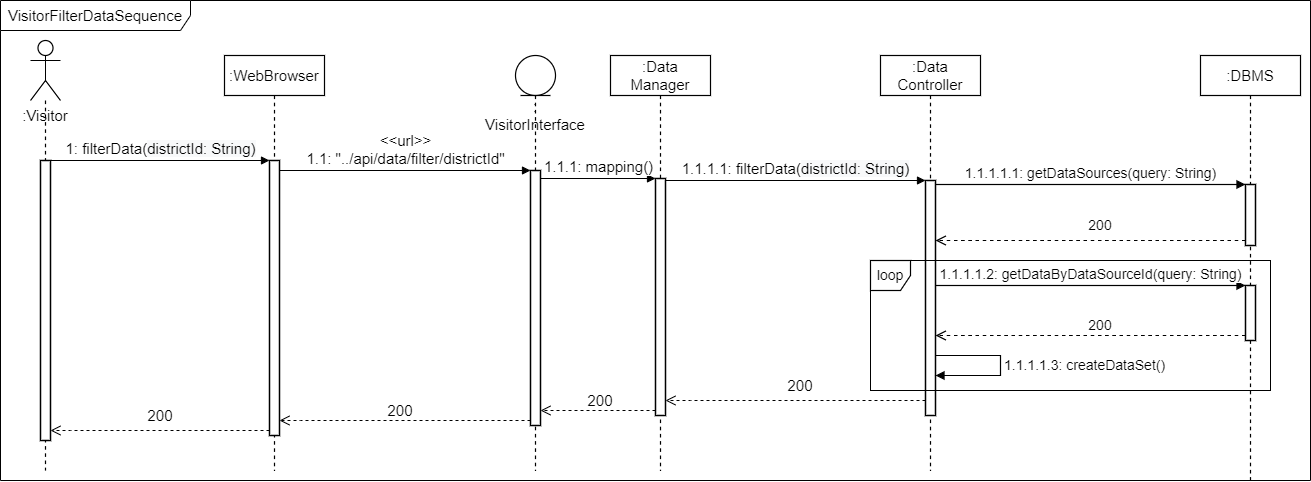 VisitorFilterDataSequence
:Visitor
:WebBrowser
VisitorInterface
:Data
Manager
:Data
Controller
:DBMS
1: filterData(districtId: String)
<<url>>
1.1: "../api/data/filter/districtId"
1.1.1: mapping()
1.1.1.1: filterData(districtId: String)
1.1.1.1.1: getDataSources(query: String)
200
loop
1.1.1.1.2: getDataByDataSourceId(query: String)
200
1.1.1.1.3: createDataSet()
200
200
200
200